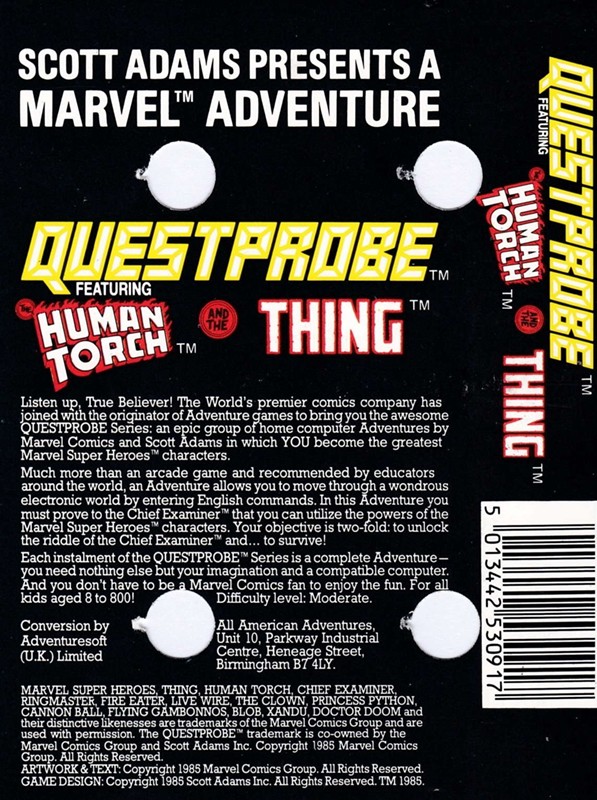 SCOTT ADAMS PRESENTS A
MARVEL™ ADVENTURE
QUESTPROBE™
FEATURING
THE HUMAN TORCH™ AND THE THING™
Listen up, True Believer! The World's premier comics company has
joined with the originator of Adventure games to bring you the awesome
QUESTPROBE Series: an epic group of home computer Adventures by
Marvel Comics and Scott Adams in which YOU become the greatest
Marvel Super Heroes™ characters.
Much more than an arcade game and recommended by educators
around the world, an Adventure allows you to move through a wondrous
electronic world by entering English commands. In this Adventure you
must prove to the Chief Examiner™ that you can utilize the powers of the
Marvel Super Heroes™ characters. Your objective is two-fold: to unlock
the riddle of the Chief Examiner™ and... to survive!
Each instalment of the QUESTPROBE™ Series is a complete Adventure—
you need nothing else but your imagination and a compatible computer.
And you don't have to be a Marvel Comics fan to enjoy the fun. For all
kids aged 8 to 800! Difficulty level: Moderate.
Conversion by
Adventuresoft
(U.K.) Limited
All American Adventures,
Unit 10, Parkway Industrial
Centre, Heneage Street,
Birmingham B7 4LY.
MARVEL SUPER HEROES, THING, HUMAN TORCH, CHIEF EXAMINER,
RINGMASTER, FIRE EATER, LIVE WIRE, THE CLOWN, PRINCESS PYTHON,
CANNON BALL, FLYING GAMBONNOS, BLOB, XANDU, DOCTOR DOOM and
their distinctive likenesses are trademarks of the Marvel Comics Group and are
used with permission. The QUESTPROBE trademark is co-owned by the
Marvel Comics Group and Scott Adams Inc. Copyright 1985 Marvel Comics
Group. All Rights Reserved.
ARTWORK & TEXT: Copyright 1985 Marvel Comics Group. All Rights Reserved.
GAME DESIGN: Copyright 1985 Scott Adams Inc. All Rights Reserved. TM 1985.
QUESTPROBE™
FEATURING
THE HUMAN TORCH™ AND THE THING™
5 013442 530917